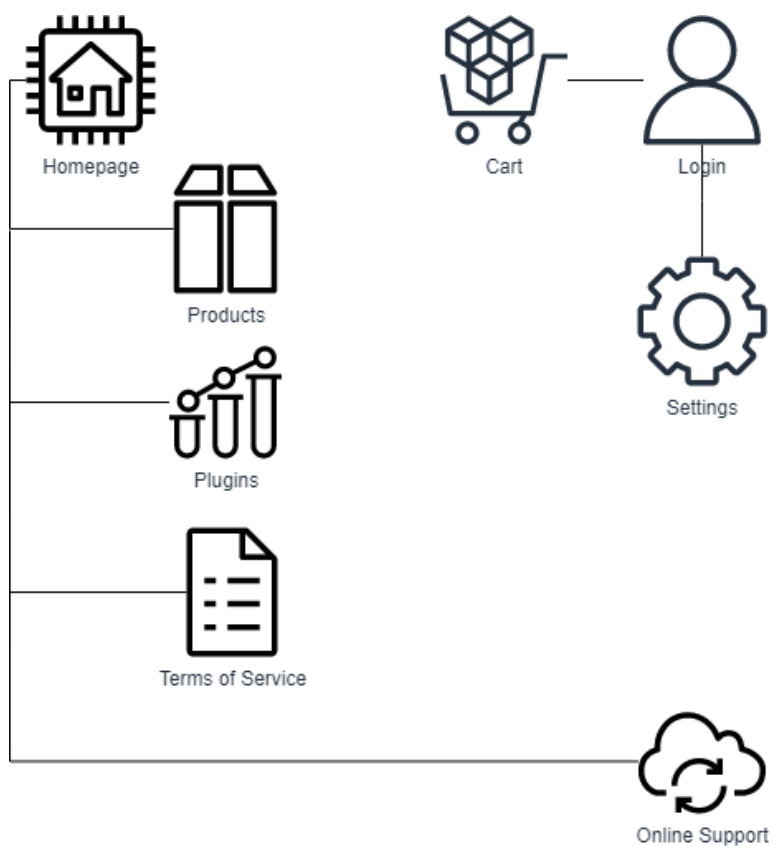 Homepage
Cart
Login
Products
Settings
Plugins
Terms of Service
Online Support